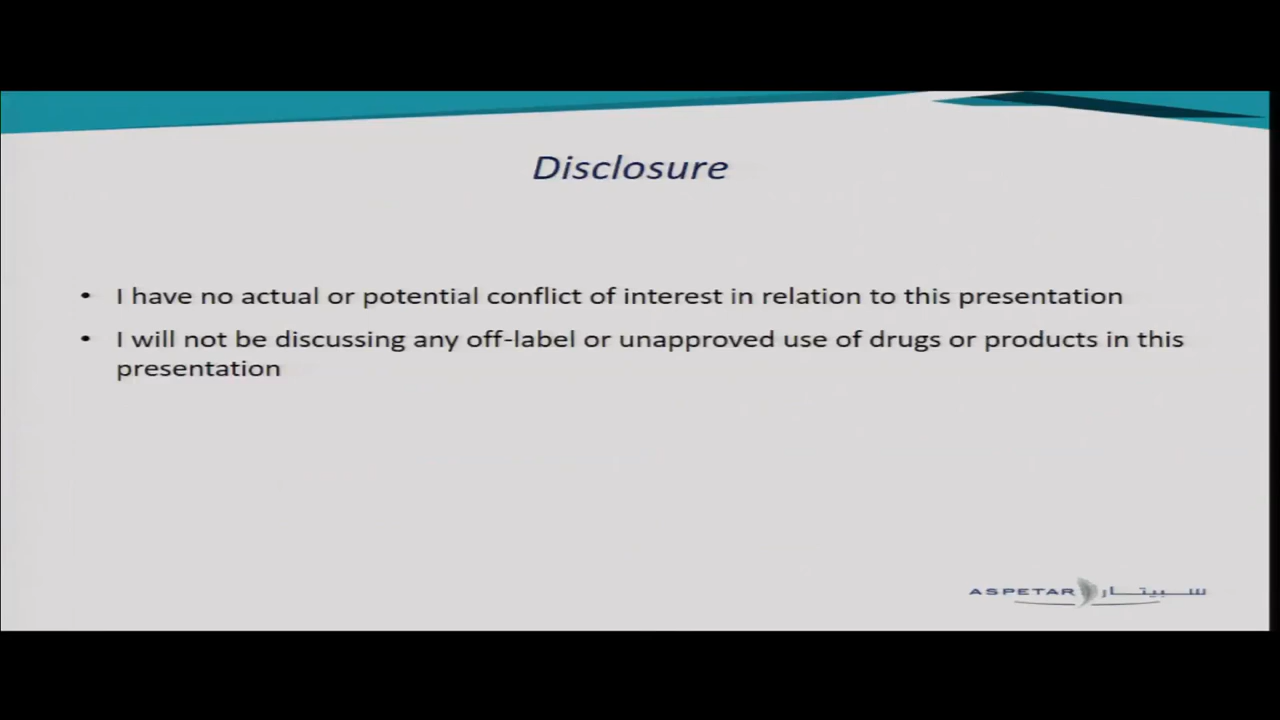 Disclosure
• I have no actual or potential conflict of interest in relation to this presentation
• I will not be discussing any off-label or unapproved use of drugs or products in this
presentation
ASPETAR سبيتار